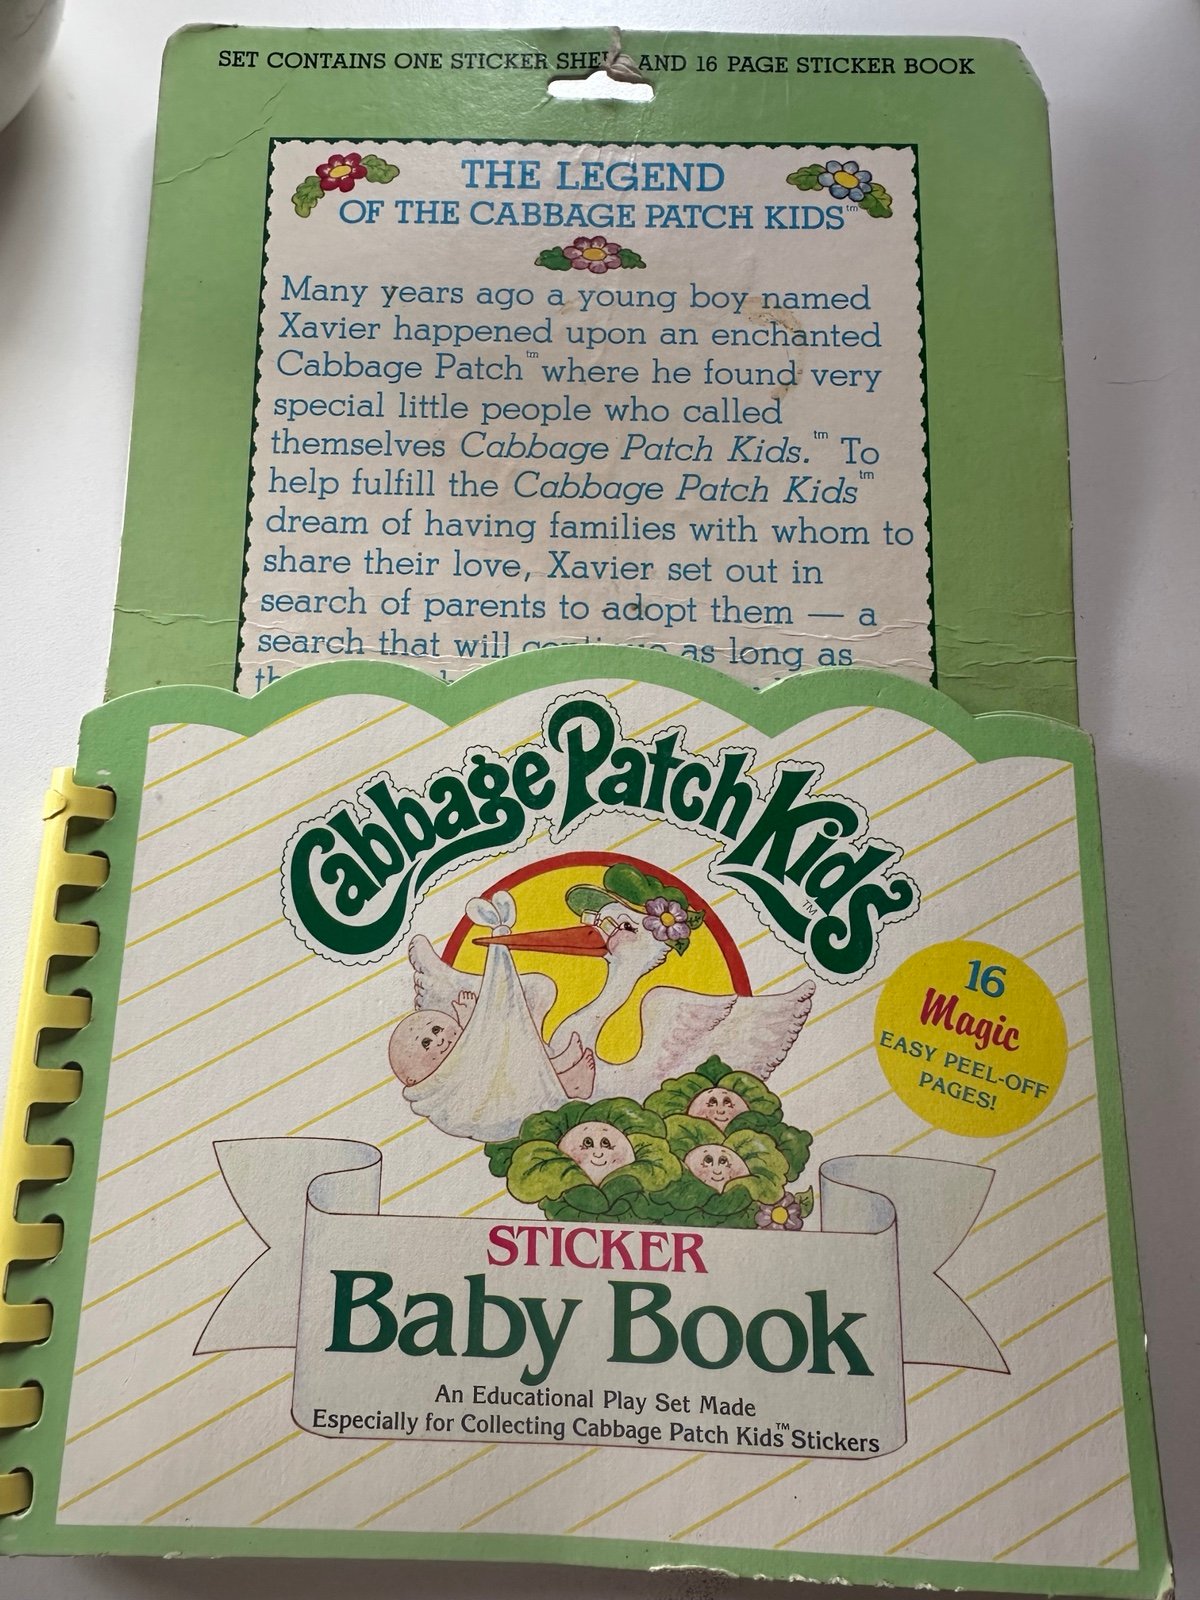 SET CONTAINS ONE STICKER AND 16 PAGE STICKER BOOK
THE LEGEND
OF THE CABBAGE PATCH KIDS™
Many years ago a young boy named
Xavier happened upon an enchanted
Cabbage Patch™ where he found very
special little people who called
themselves Cabbage Patch Kids.™ To
help fulfill the Cabbage Patch Kids™
dream of having families with whom to
share their love, Xavier set out in
search of parents to adopt them — a
search that will continue as long as
Cabbage Patch Kids™
16
Magic
EASY PEEL-OFF
PAGES!
STICKER
Baby Book
An Educational Play Set Made
Especially for Collecting Cabbage Patch Kids™ Stickers